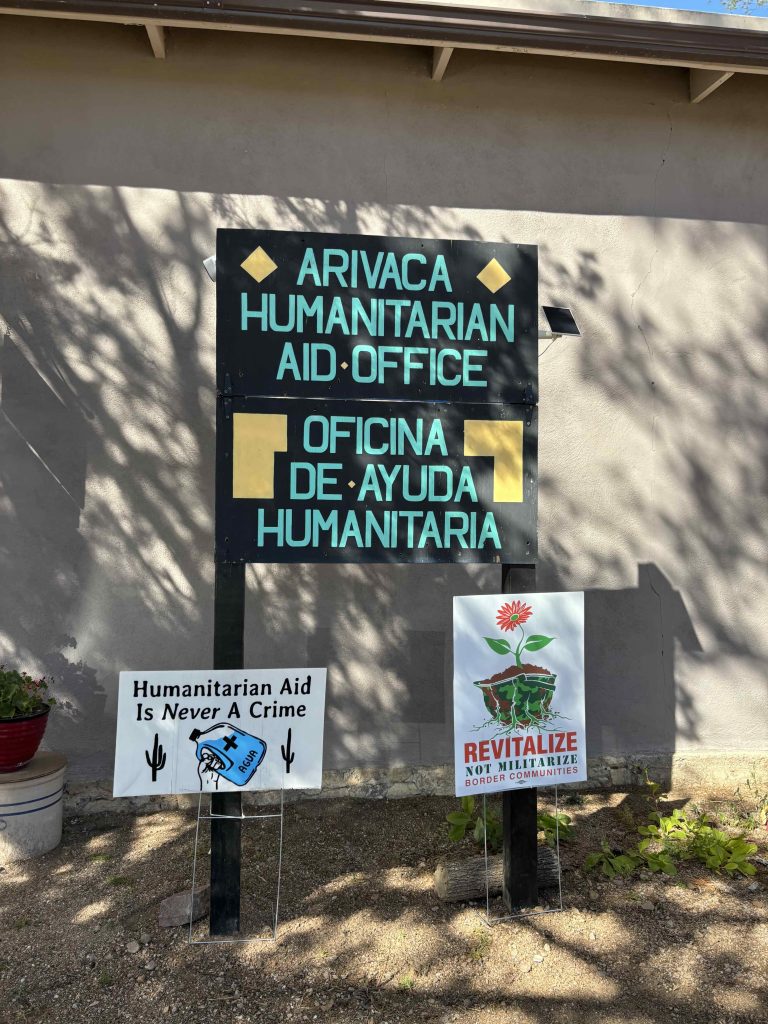 ARIVACA
HUMANITARIAN
AID · OFFICE
OFICINA
DE · AYUDA
HUMANITARIA
Humanitarian Aid
Is Never A Crime
AGUA
REVITALIZE
NOT MILITARIZE
BORDER COMMUNITIES